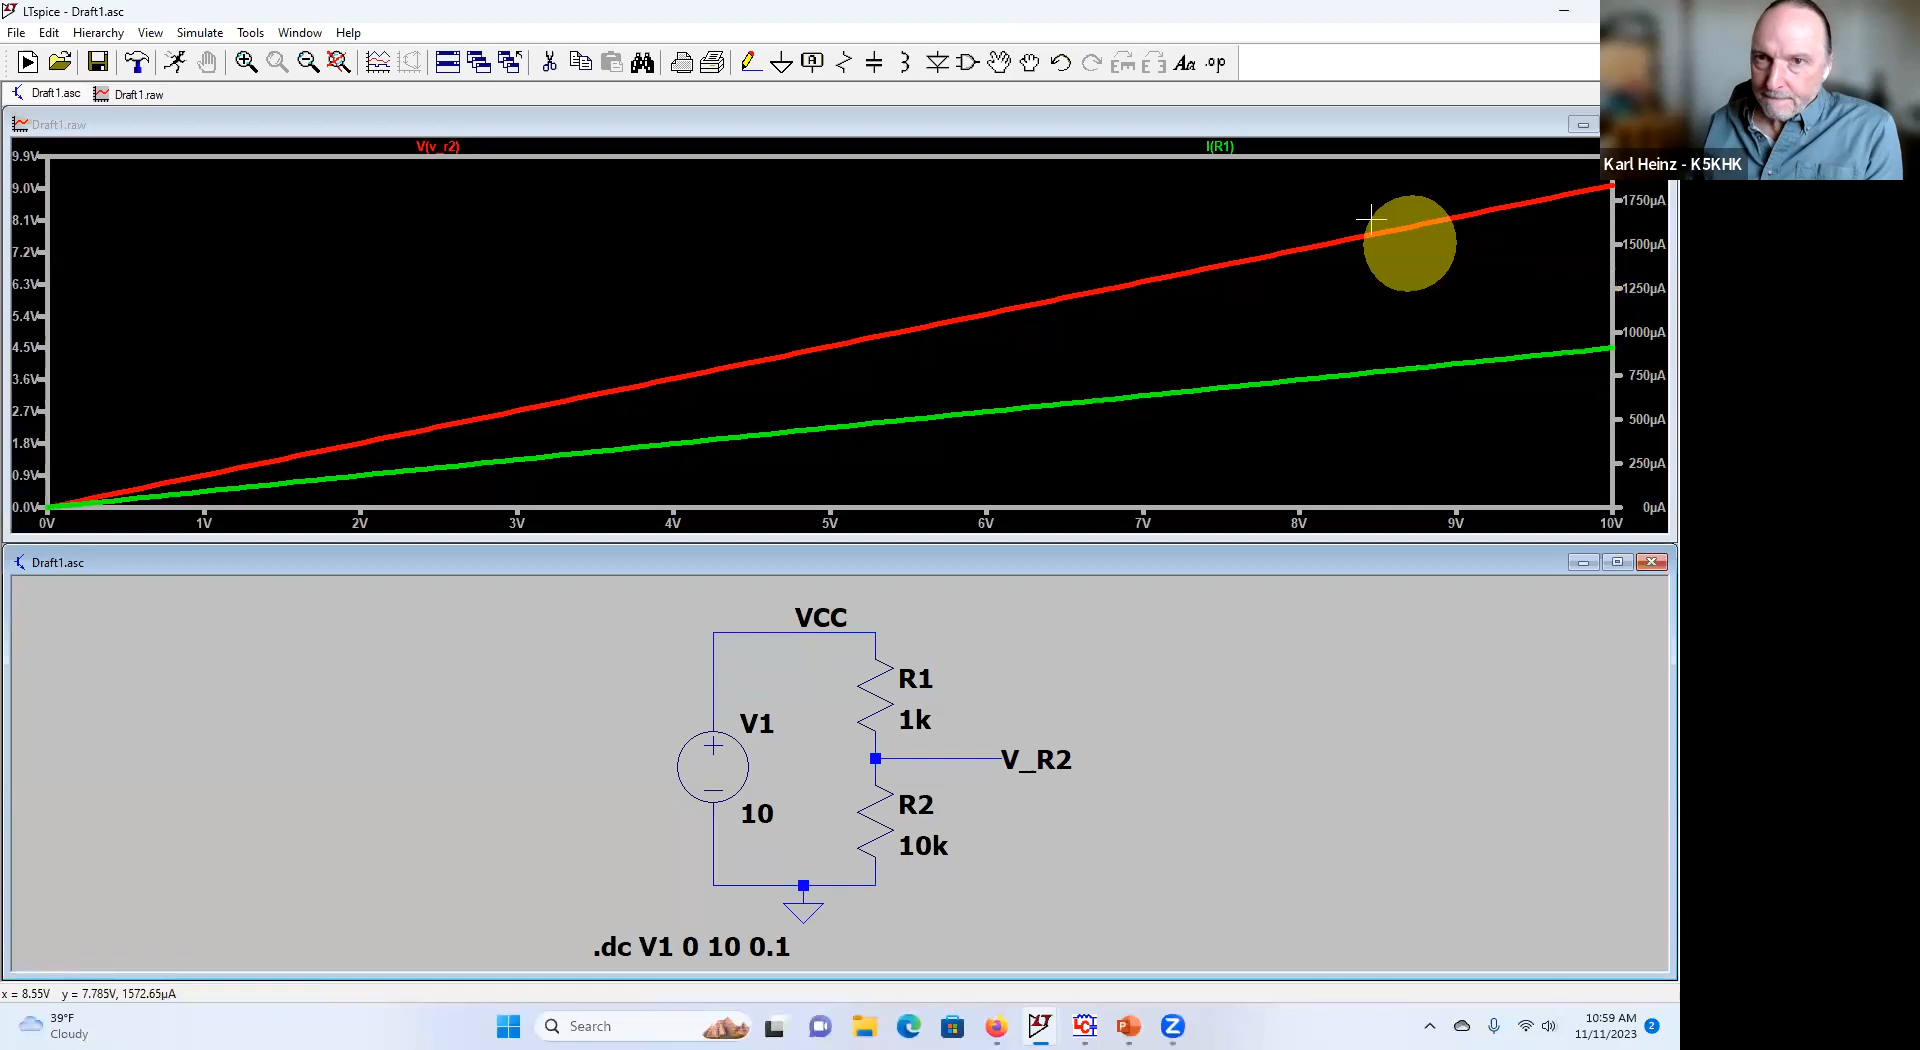 LTspice - Draft1.asc
File Edit Hierarchy View Simulate Tools Window Help
Draft1.asc Draft1.raw
Draft1.raw
V(v_r2) I(R1)
9.9V
9.0V
8.1V
7.2V
6.3V
5.4V
4.5V
3.6V
2.7V
1.8V
0.9V
0.0V
1750µA
1500µA
1250µA
1000µA
750µA
500µA
250µA
0µA
0V 1V 2V 3V 4V 5V 6V 7V 8V 9V 10V
Karl Heinz - K5KHK
Draft1.asc
VCC
R1
1k
V1
10
V_R2
R2
10k
.dc V1 0 10 0.1
x = 8.55V y = 7.785V, 1572.65µA
39°F
Cloudy
Search
10:59 AM
11/11/2023
2